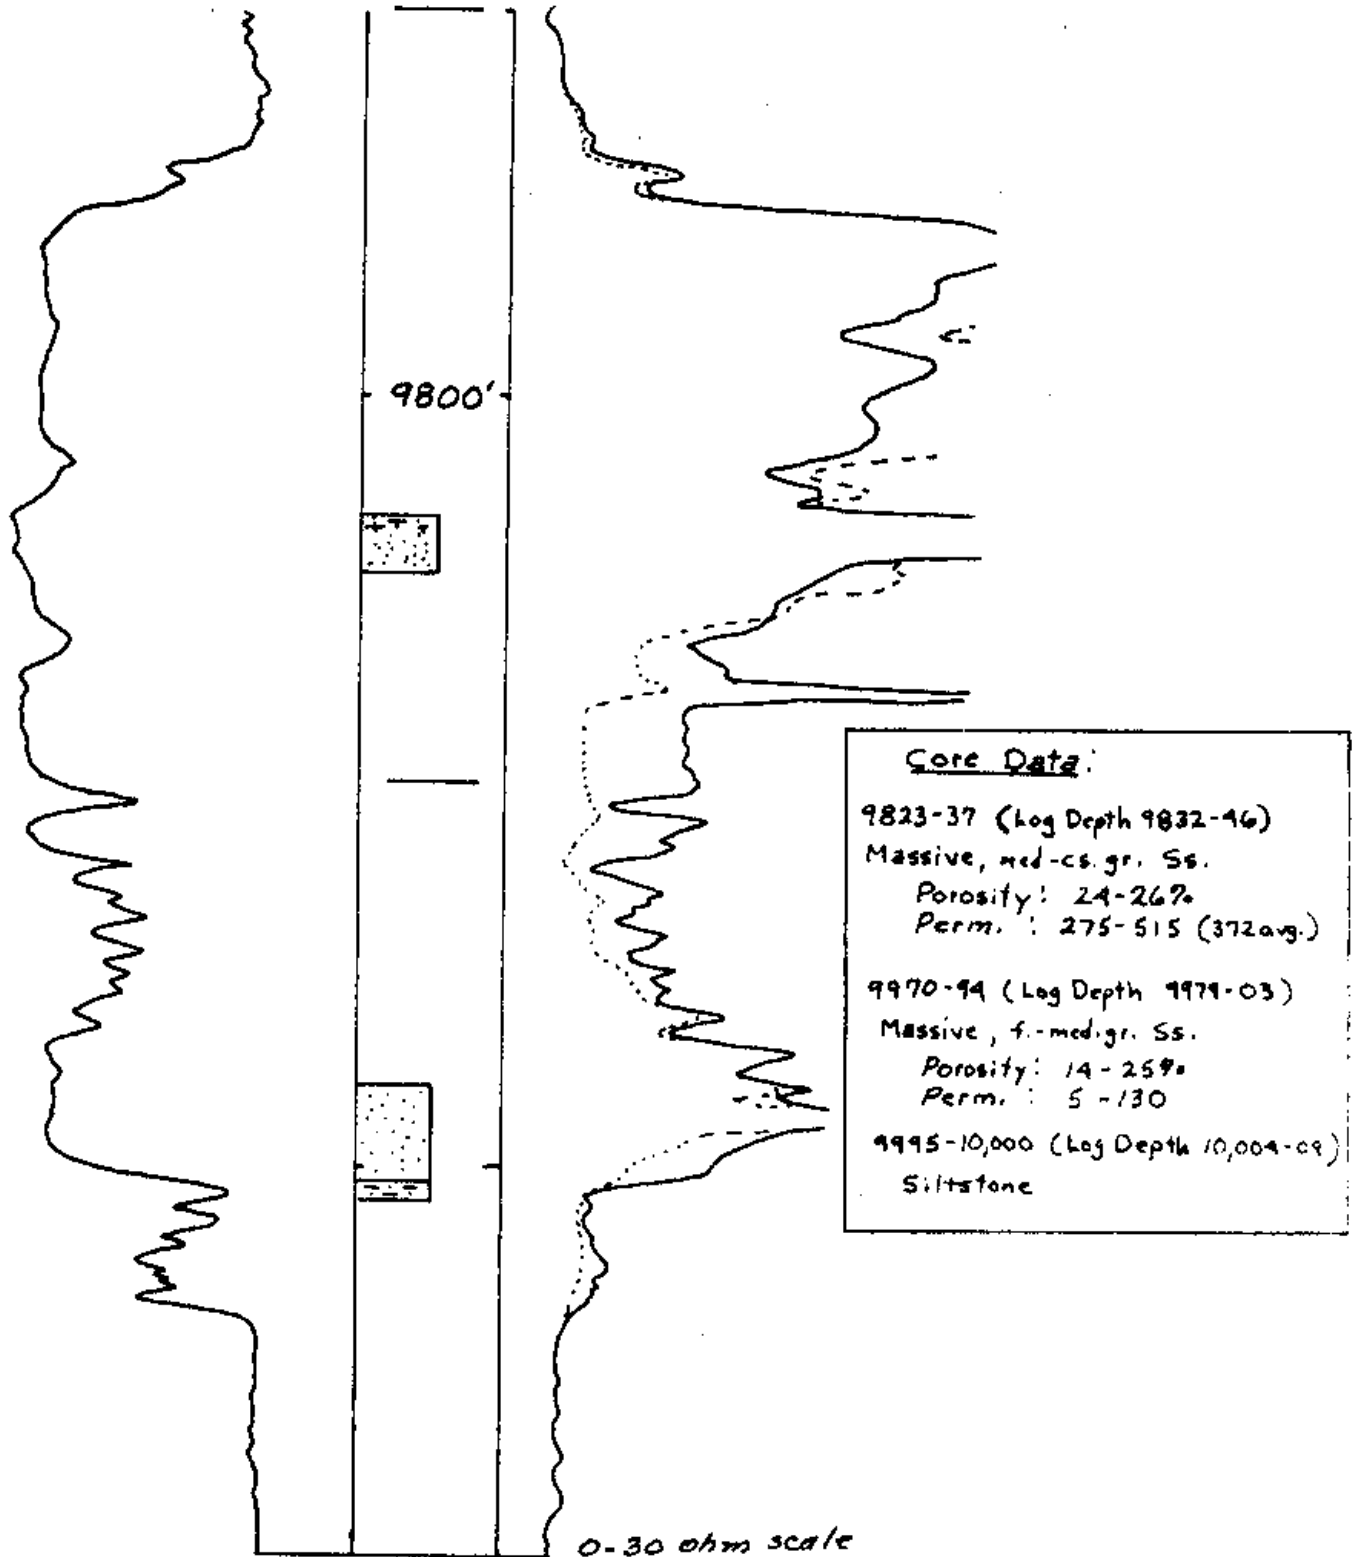 9800'
Core Data:
9823-37 (Log Depth 9832-46)
Massive, med-cs. gr. Ss.
Porosity: 24-26%
Perm. : 275-515 (372 avg.)
9970-94 (Log Depth 9979-03)
Massive, f.-med. gr. Ss.
Porosity: 14-25%
Perm. : 5-130
9995-10,000 (Log Depth 10,004-09)
Siltstone
0-30 ohm scale